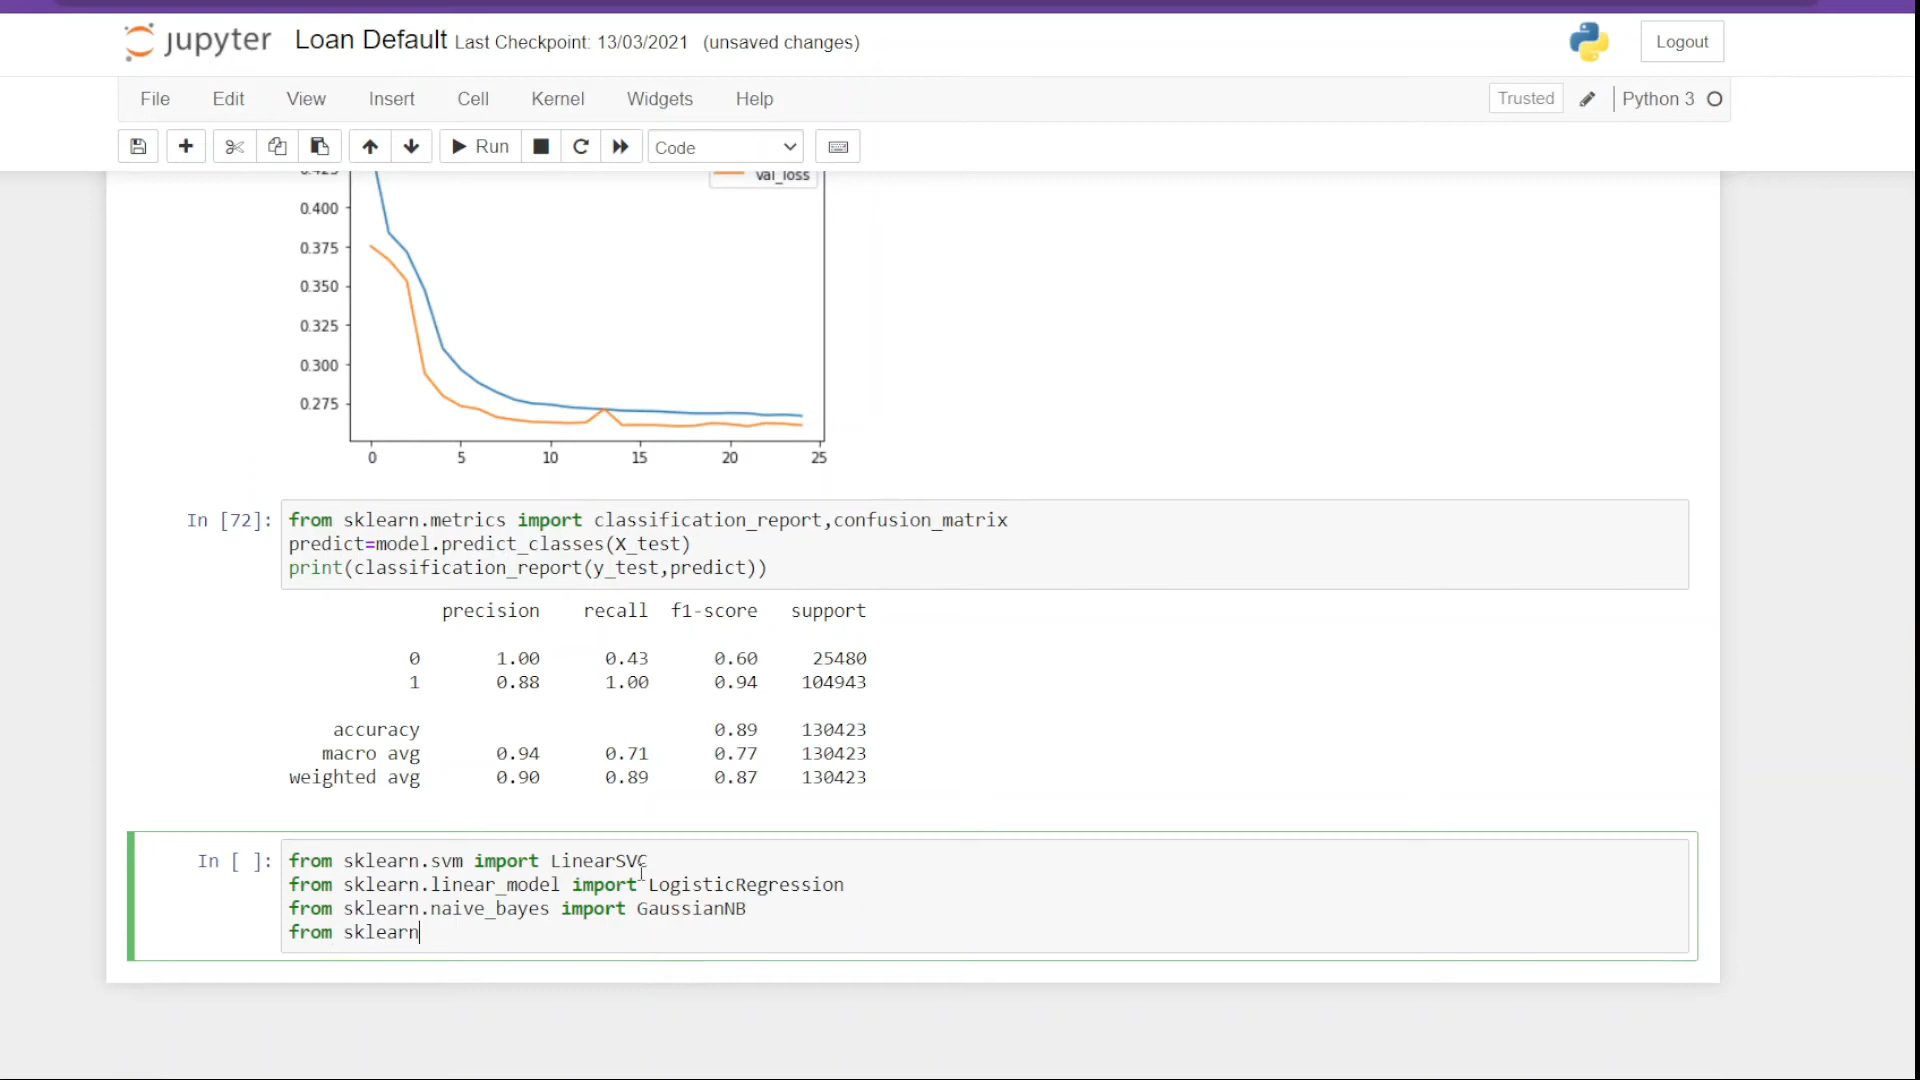 jupyter Loan Default Last Checkpoint: 13/03/2021 (unsaved changes)
Logout
File Edit View Insert Cell Kernel Widgets Help
Trusted Python 3
Run Code
0.425
val_loss
0.400
0.375
0.350
0.325
0.300
0.275
0 5 10 15 20 25
In [72]: from sklearn.metrics import classification_report,confusion_matrix
predict=model.predict_classes(X_test)
print(classification_report(y_test,predict))
precision recall f1-score support
0 1.00 0.43 0.60 25480
1 0.88 1.00 0.94 104943
accuracy 0.89 130423
macro avg 0.94 0.71 0.77 130423
weighted avg 0.90 0.89 0.87 130423
In [ ]: from sklearn.svm import LinearSVC
from sklearn.linear_model import LogisticRegression
from sklearn.naive_bayes import GaussianNB
from sklearn